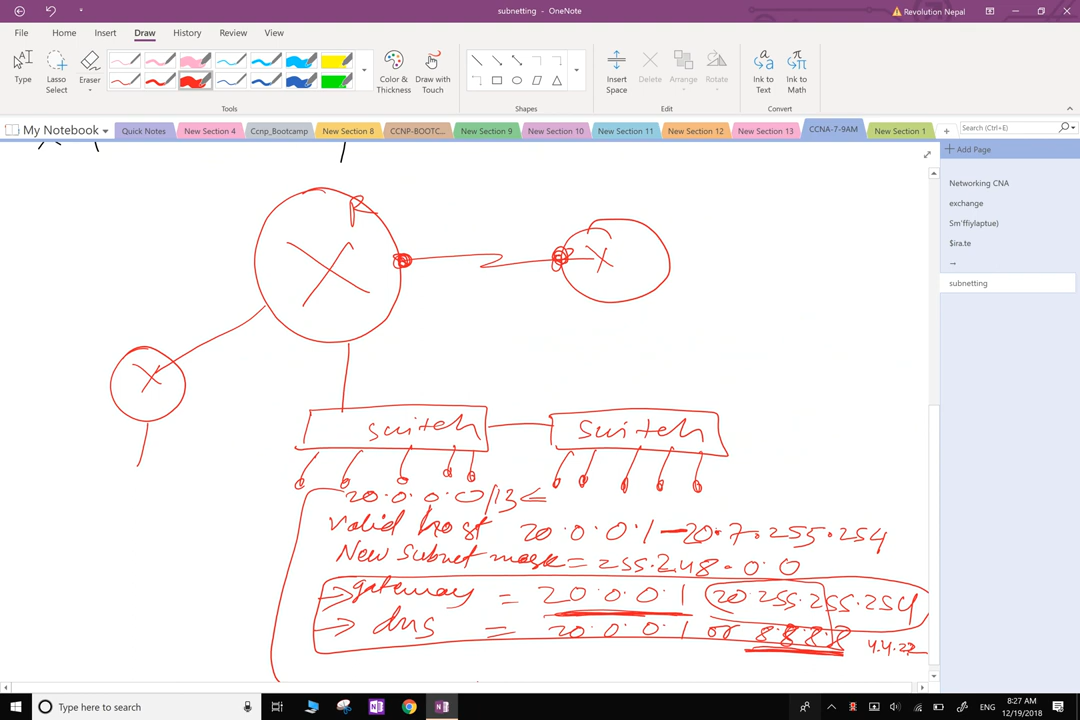 subnetting - OneNote
Revolution Nepal
File Home Insert Draw History Review View
Type
Lasso Select
Eraser
Color & Thickness
Draw with Touch
Insert Space
Delete
Arrange
Rotate
Ink to Text
Ink to Math
Tools Shapes Edit Convert
My Notebook
Quick Notes New Section 4 Ccnp_Bootcamp New Section 8 CCNP-BOOTC... New Section 9 New Section 10 New Section 11 New Section 12 New Section 13 CCNA-7-9AM New Section 1
Search (Ctrl+E)
Add Page
Networking CNA
exchange
Sm'ffiylaptue)
$ira.te
→
subnetting
R
X X
X
switch switch
20.0.0.0/13
Valid host 20.0.0.1 - 20.7.255.254
New Subnet mask = 255.248.0.0
→ gateway = 20.0.0.1 20.255.255.254
→ dns = 20.0.0.1 or 8.8.8.8
Type here to search
ENG
8:27 AM
12/19/2018